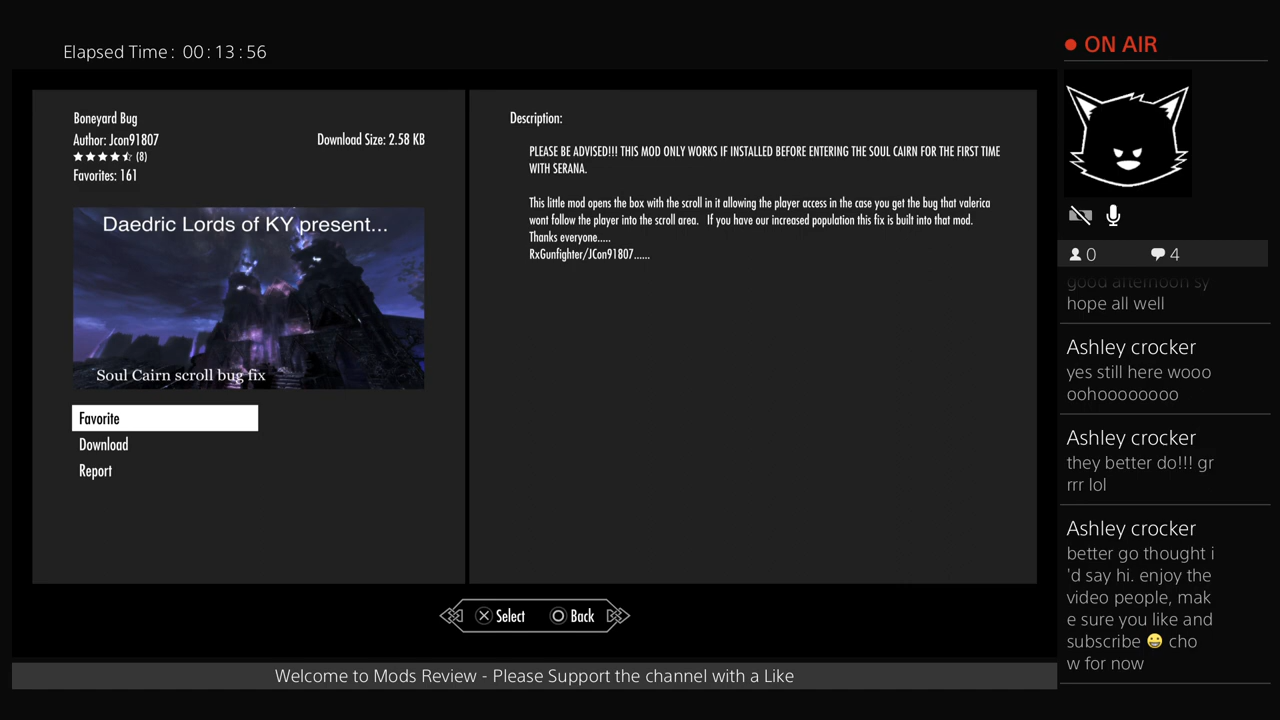 Elapsed Time: 00:13:56
ON AIR
Boneyard Bug
Author: Jcon91807
Download Size: 2.58 KB
(8)
Favorites: 161
Daedric Lords of KY present...
Soul Cairn scroll bug fix
Favorite
Download
Report
Description:
PLEASE BE ADVISED!!! THIS MOD ONLY WORKS IF INSTALLED BEFORE ENTERING THE SOUL CAIRN FOR THE FIRST TIME
WITH SERANA.
This little mod opens the box with the scroll in it allowing the player access in the case you get the bug that valerica
wont follow the player into the scroll area. If you have our increased population this fix is built into that mod.
Thanks everyone.....
RxGunfighter/JCon91807......
Select
Back
Welcome to Mods Review - Please Support the channel with a Like
0
4
good afternoon sy
hope all well
Ashley crocker
yes still here wooo
oohoooooooo
Ashley crocker
they better do!!! gr
rrr lol
Ashley crocker
better go thought i
'd say hi. enjoy the
video people, mak
e sure you like and
subscribe 😀 cho
w for now